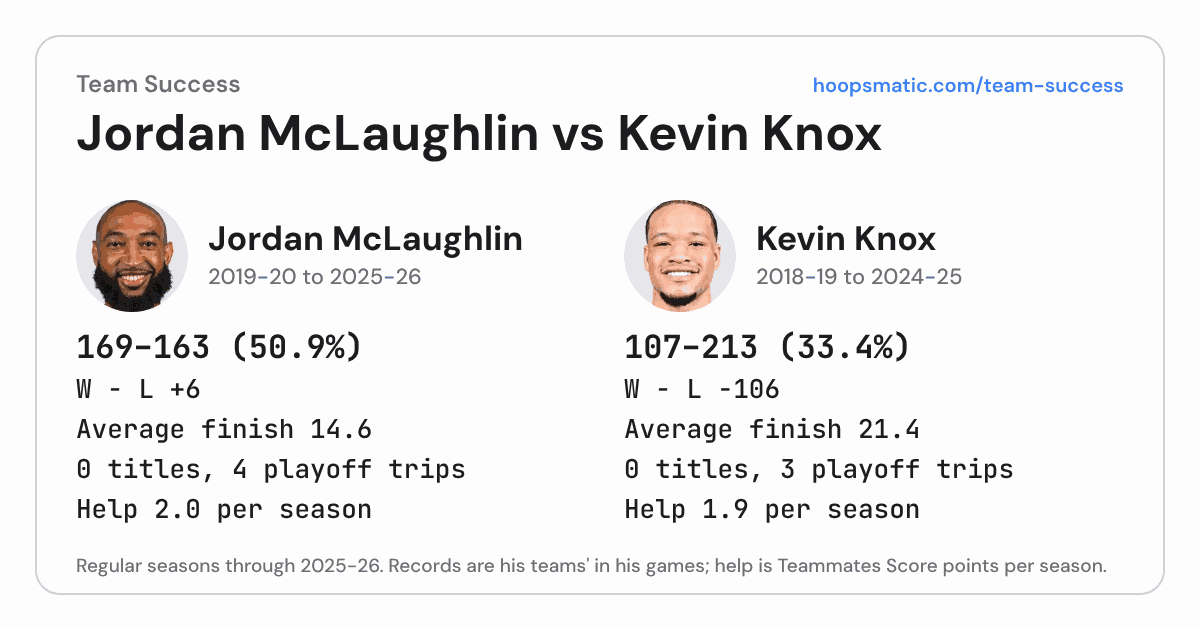 Team Success
hoopsmatic.com/team-success
Jordan McLaughlin vs Kevin Knox
Jordan McLaughlin
2019-20 to 2025-26
169-163 (50.9%)
W - L +6
Average finish 14.6
0 titles, 4 playoff trips
Help 2.0 per season
Kevin Knox
2018-19 to 2024-25
107-213 (33.4%)
W - L -106
Average finish 21.4
0 titles, 3 playoff trips
Help 1.9 per season
Regular seasons through 2025-26. Records are his teams' in his games; help is Teammates Score points per season.